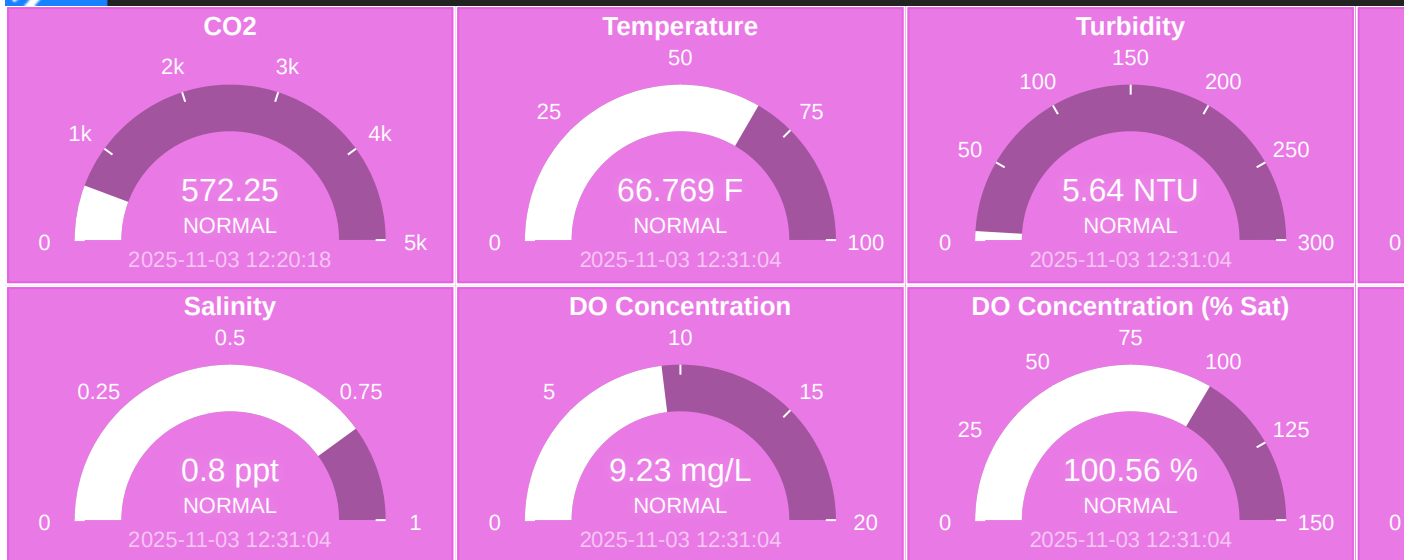 CO2
2k 3k
1k 4k
572.25
NORMAL
0 5k
2025-11-03 12:20:18
Temperature
50
25 75
66.769 F
NORMAL
0 100
2025-11-03 12:31:04
Turbidity
150
100 200
50 250
5.64 NTU
NORMAL
0 300
2025-11-03 12:31:04
0
Salinity
0.5
0.25 0.75
0.8 ppt
NORMAL
0 1
2025-11-03 12:31:04
DO Concentration
10
5 15
9.23 mg/L
NORMAL
0 20
2025-11-03 12:31:04
DO Concentration (% Sat)
75
50 100
25 125
100.56 %
NORMAL
0 150
2025-11-03 12:31:04
0